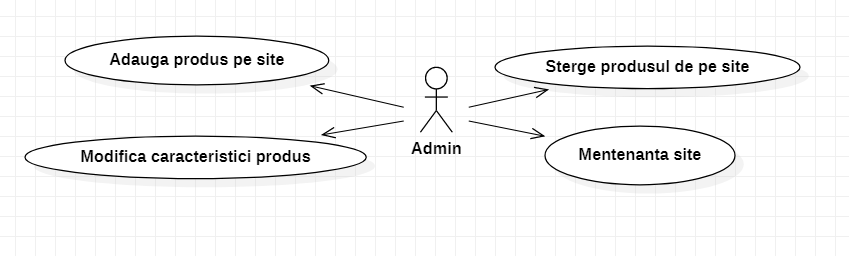 Adauga produs pe site
Sterge produsul de pe site
Modifica caracteristici produs
Admin
Mentenanta site